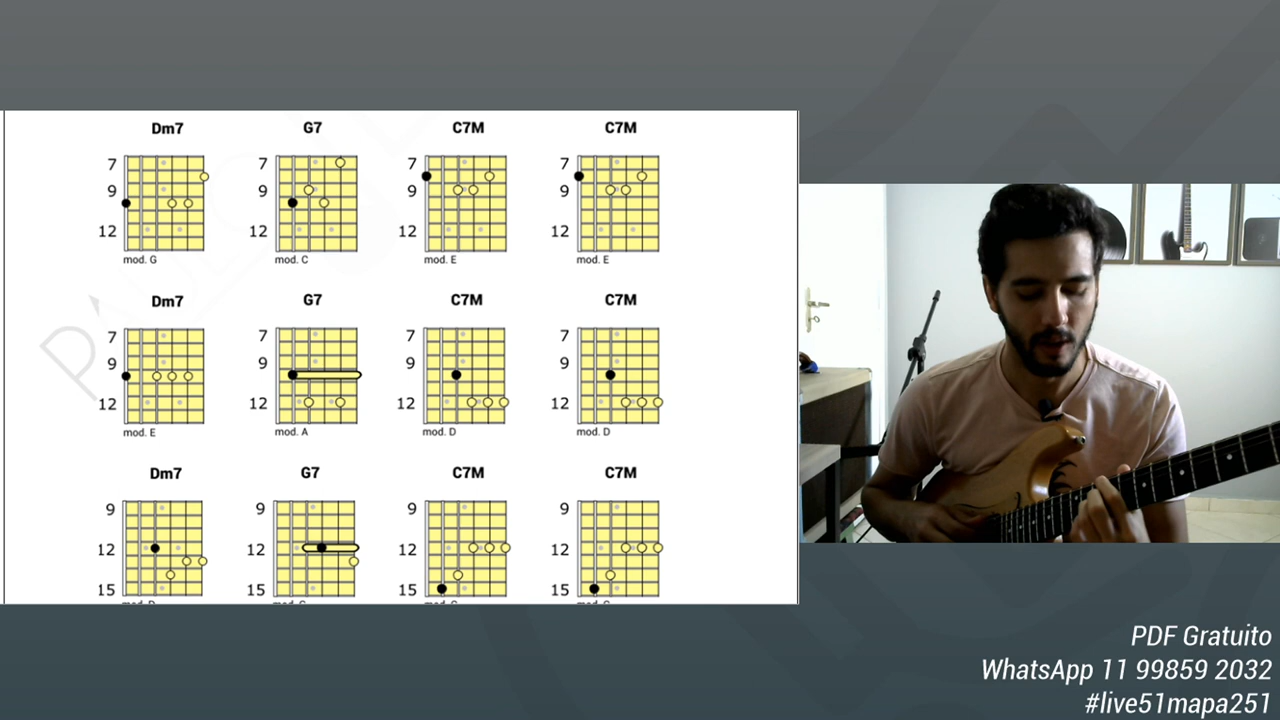 Dm7 G7 C7M C7M
7 7 7 7
9 9 9 9
12 12 12 12
mod. G mod. C mod. E mod. E
Dm7 G7 C7M C7M
7 7 7 7
9 9 9 9
12 12 12 12
mod. E mod. A mod. D mod. D
Dm7 G7 C7M C7M
9 9 9 9
12 12 12 12
15 15 15 15
PDF Gratuito
WhatsApp 11 99859 2032
#live51mapa251